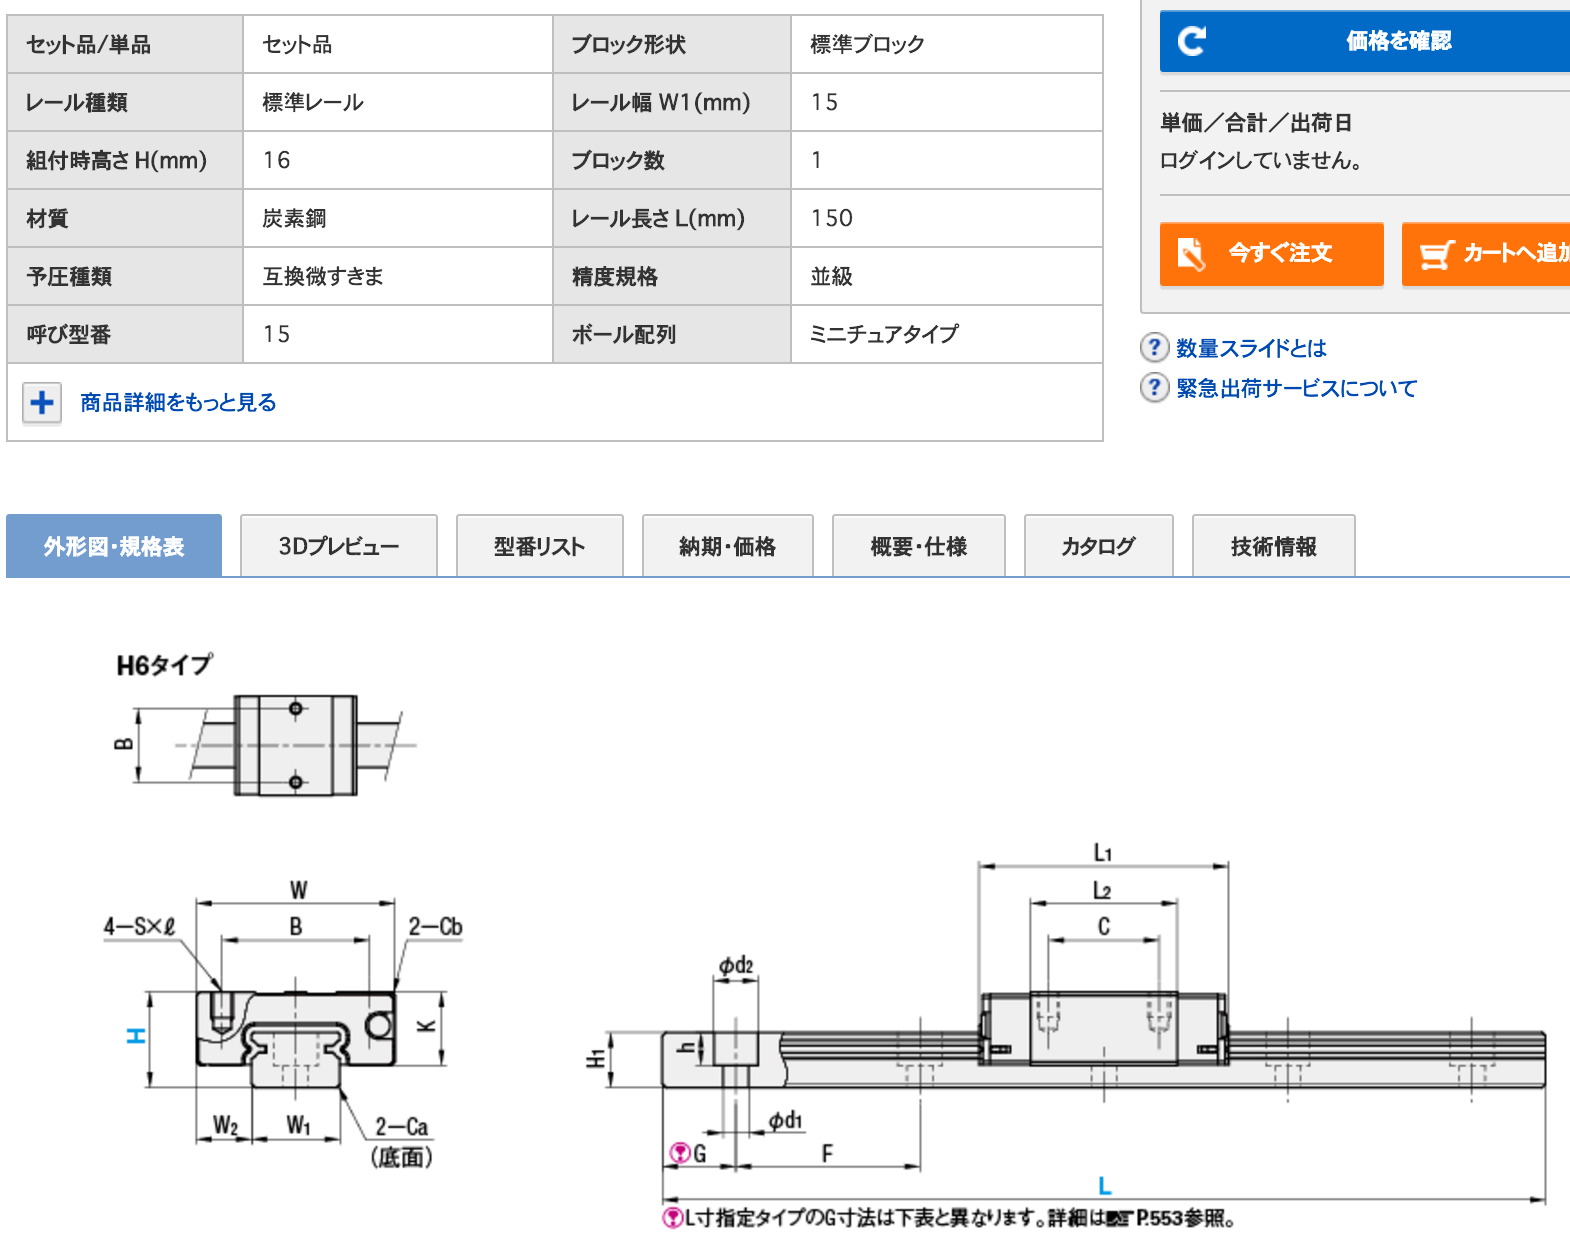 セット品/単品 セット品 ブロック形状 標準ブロック
レール種類 標準レール レール幅 W1(mm) 15
組付時高さ H(mm) 16 ブロック数 1
材質 炭素鋼 レール長さ L(mm) 150
予圧種類 互換微すきま 精度規格 並級
呼び型番 15 ボール配列 ミニチュアタイプ
商品詳細をもっと見る
価格を確認
単価／合計／出荷日
ログインしていません。
今すぐ注文 カートへ追加
? 数量スライドとは
? 緊急出荷サービスについて
外形図・規格表 3Dプレビュー 型番リスト 納期・価格 概要・仕様 カタログ 技術情報
H6タイプ
B
W
4−S×ℓ B 2−Cb
H K
W2 W1 2−Ca
(底面)
L1
L2
C
φd2
H1 h
φd1
G F
L
L寸指定タイプのG寸法は下表と異なります。詳細は P.553参照。